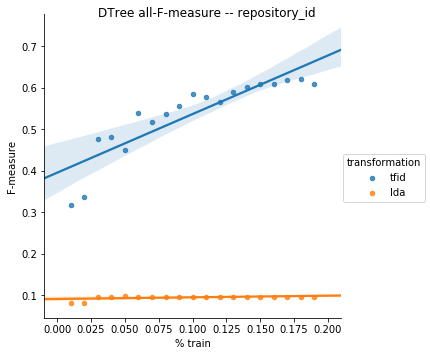 DTree all-F-measure -- repository_id
0.7
0.6
0.5
0.4
0.3
0.2
0.1
F-measure
0.000 0.025 0.050 0.075 0.100 0.125 0.150 0.175 0.200
% train
transformation
tfid
lda